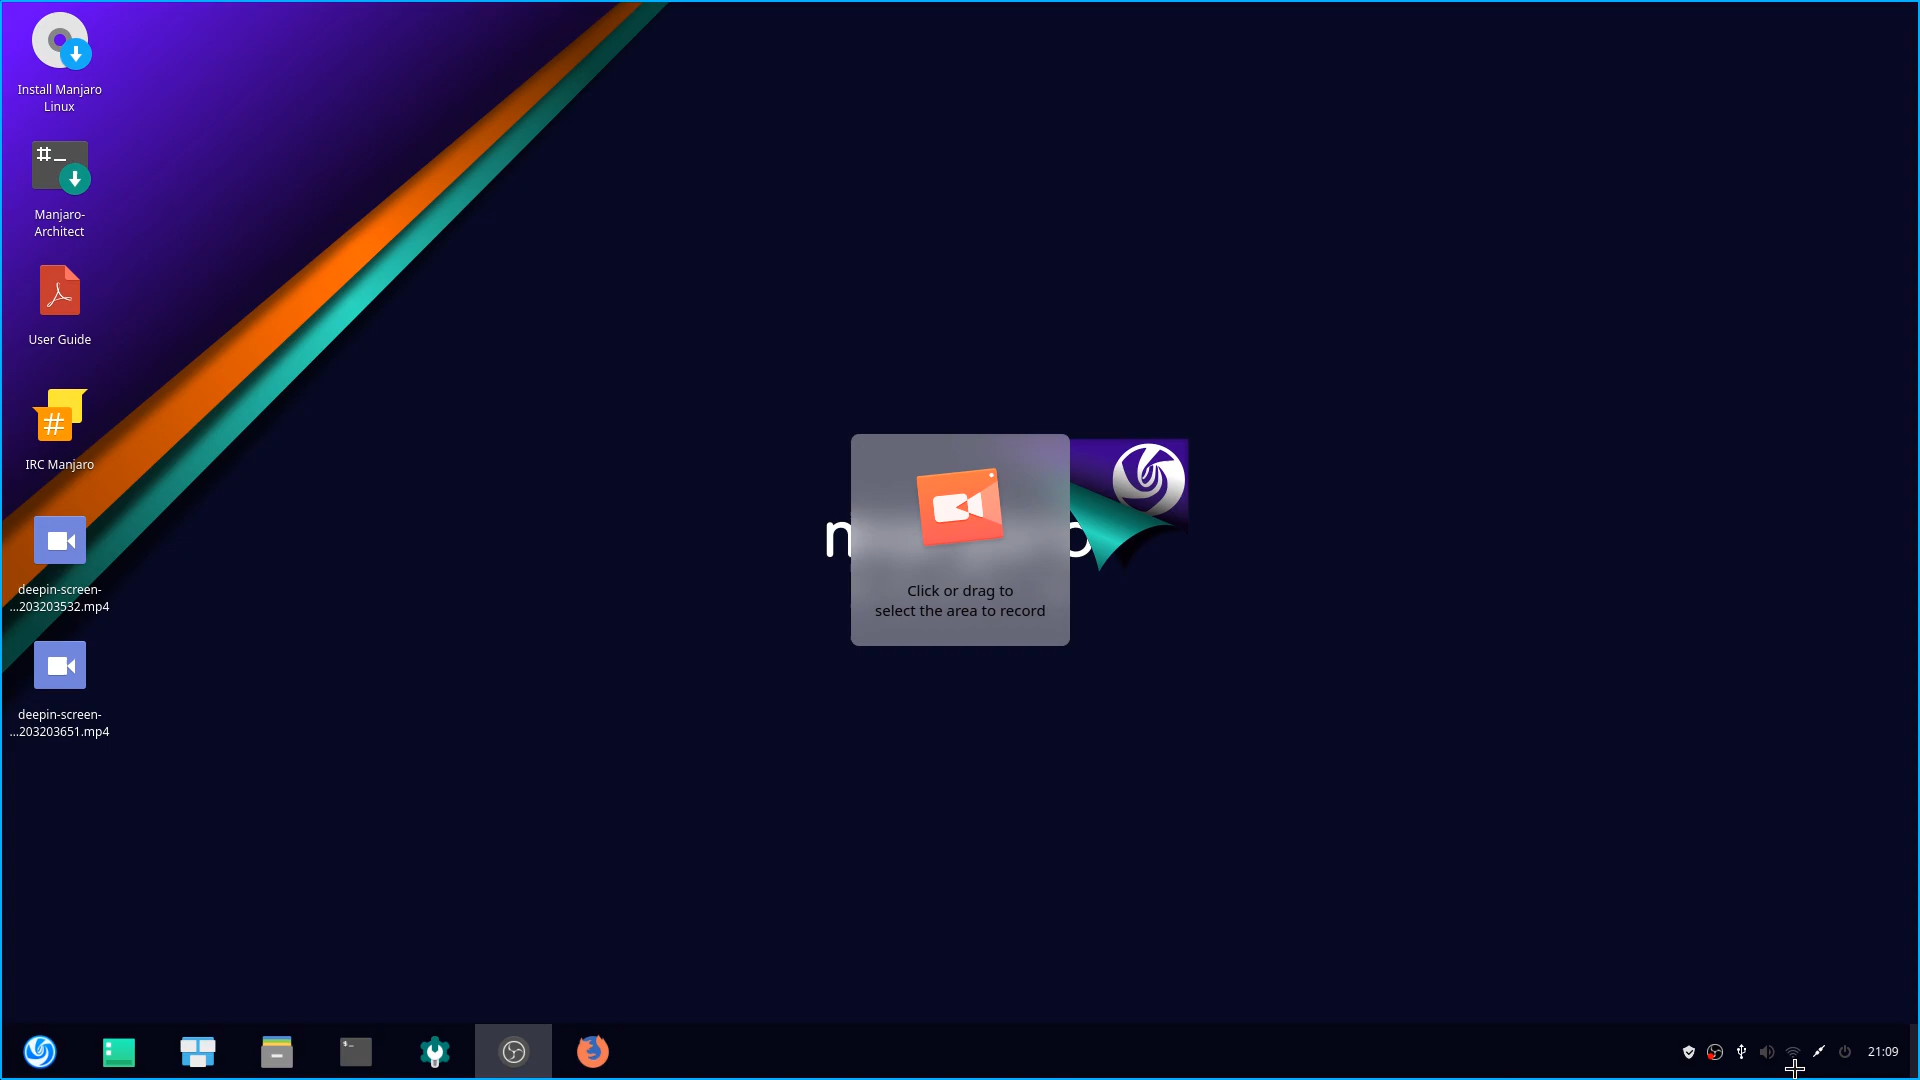 Install Manjaro
Linux
#_
Manjaro-
Architect
User Guide
#
IRC Manjaro
deepin-screen-
...203203532.mp4
deepin-screen-
...203203651.mp4
Click or drag to
select the area to record
21:09